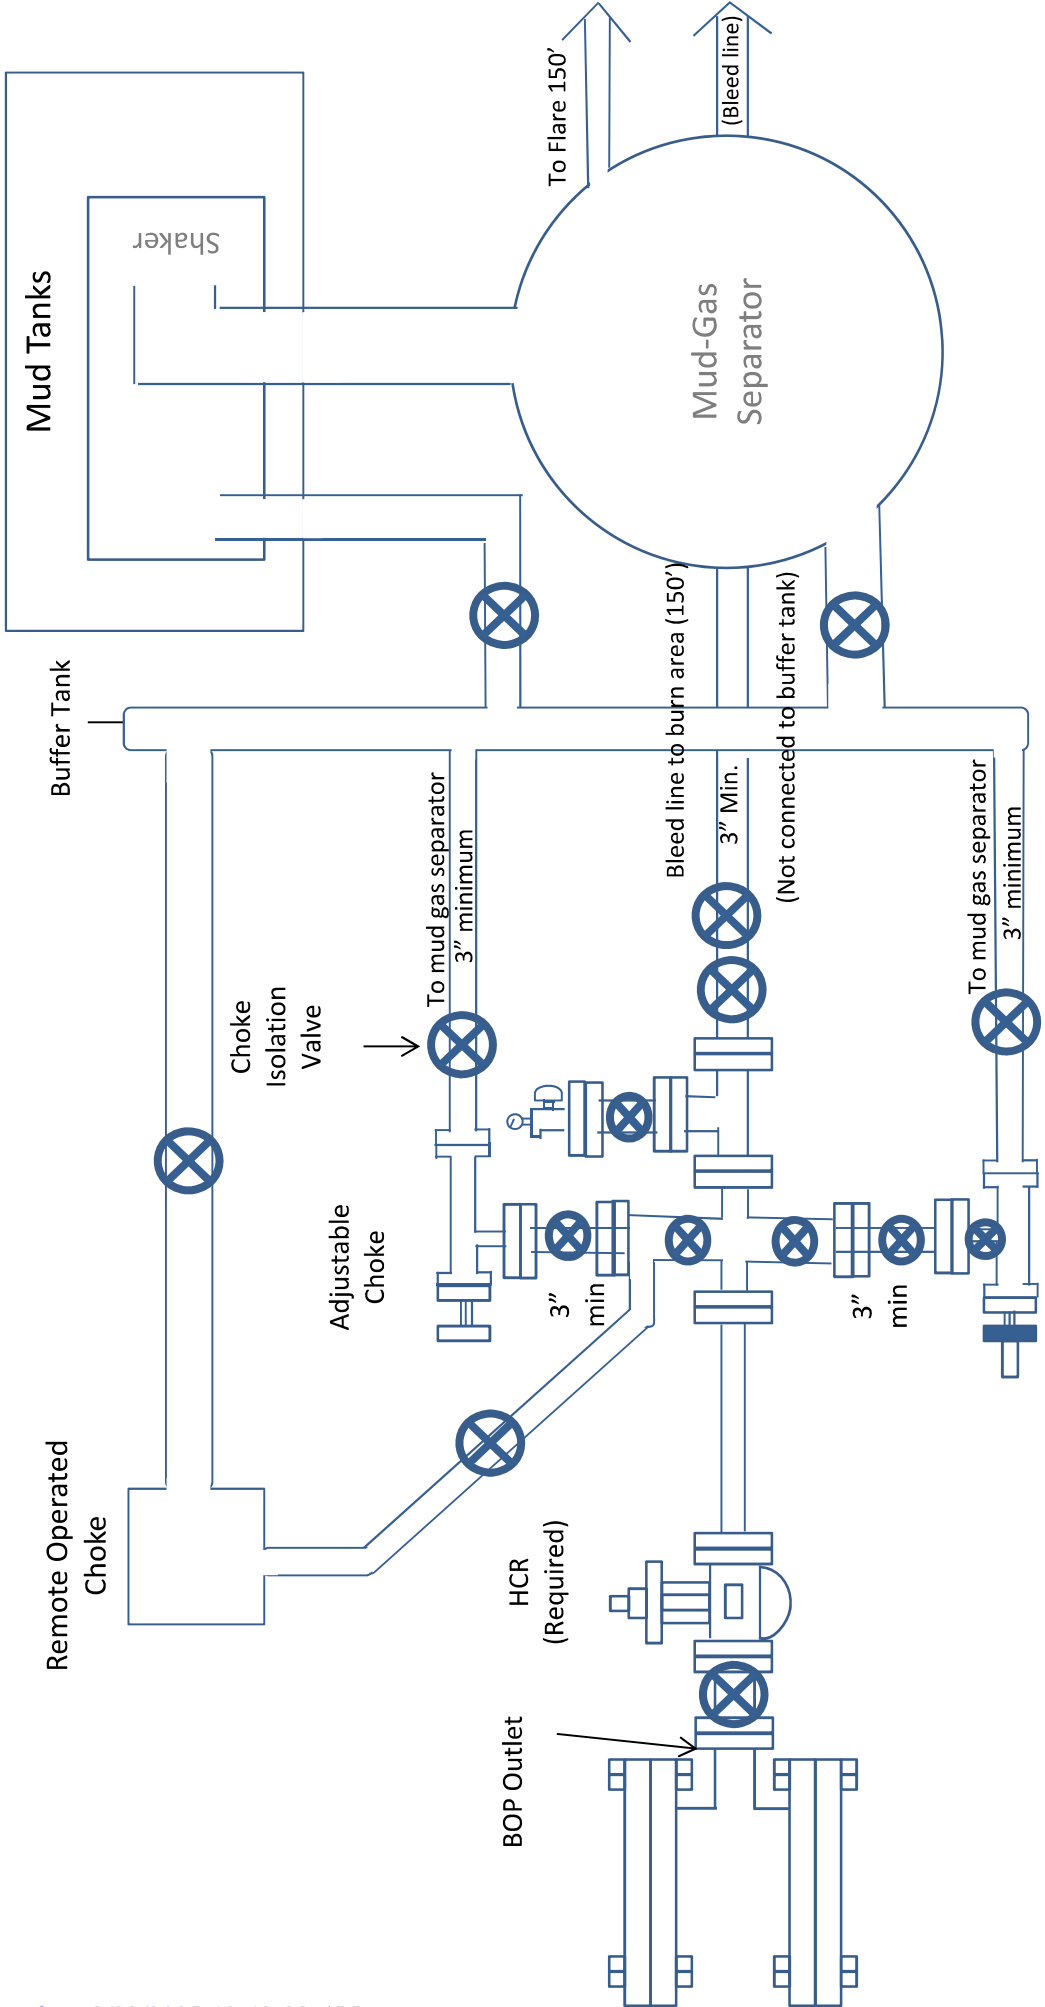 Mud Tanks
Shaker
To Flare 150’
(Bleed line)
Mud-Gas
Separator
Buffer Tank
Bleed line to burn area (150’)
3” Min.
(Not connected to buffer tank)
To mud gas separator
3” minimum
To mud gas separator
3” minimum
Choke
Isolation
Valve
Adjustable
Choke
3”
min
3”
min
Remote Operated
Choke
HCR
(Required)
BOP Outlet